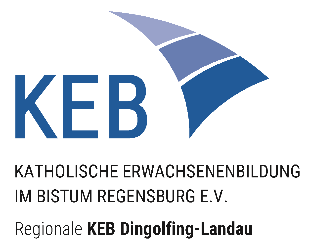 KEB
KATHOLISCHE ERWACHSENENBILDUNG
IM BISTUM REGENSBURG E.V.
Regionale KEB Dingolfing-Landau